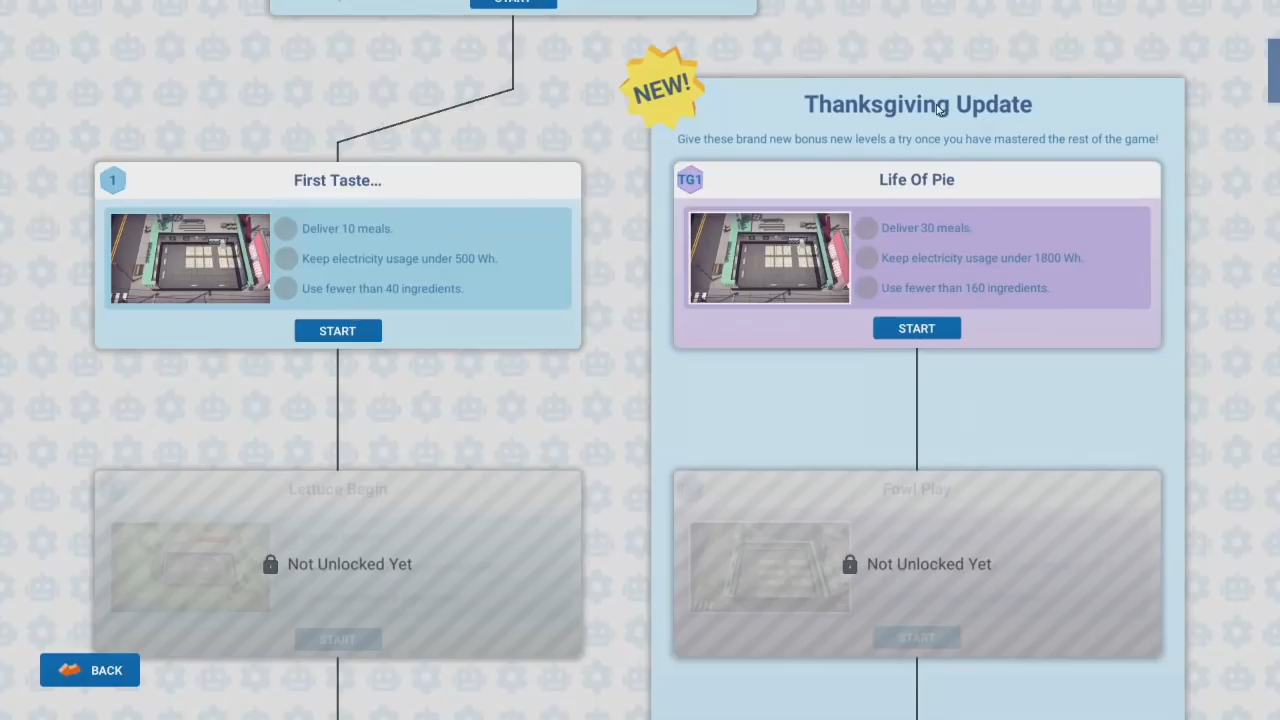 START
NEW!
Thanksgiving Update
Give these brand new bonus new levels a try once you have mastered the rest of the game!
1
First Taste...
Deliver 10 meals.
Keep electricity usage under 500 Wh.
Use fewer than 40 ingredients.
START
TG1
Life Of Pie
Deliver 30 meals.
Keep electricity usage under 1800 Wh.
Use fewer than 160 ingredients.
START
Lettuce Begin
Not Unlocked Yet
START
Fowl Play
Not Unlocked Yet
START
BACK